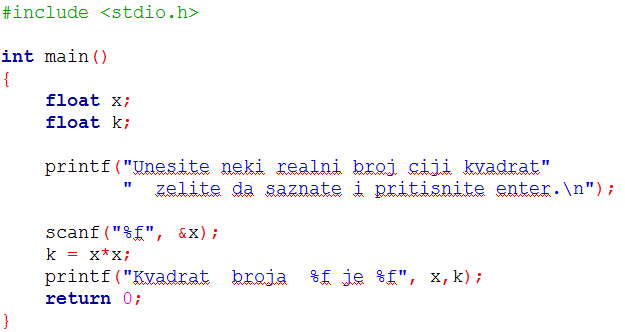 #include <stdio.h>
int main()
{
float x;
float k;
printf("Unesite neki realni broj ciji kvadrat"
"  zelite da saznate i pritisnite enter.\n");
scanf("%f", &x);
k = x*x;
printf("Kvadrat  broja  %f je %f", x,k);
return 0;
}